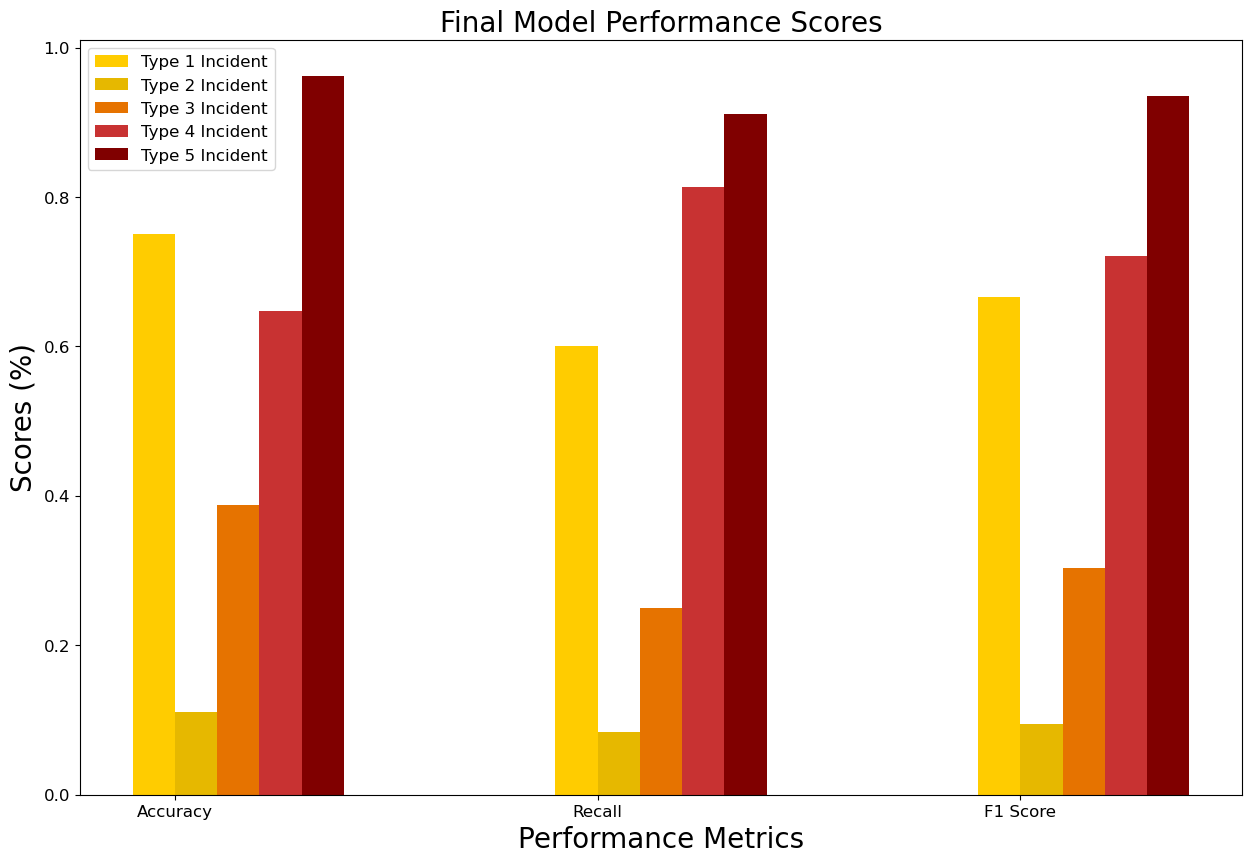 Final Model Performance Scores
Type 1 Incident
Type 2 Incident
Type 3 Incident
Type 4 Incident
Type 5 Incident
1.0
0.8
0.6
0.4
0.2
0.0
Scores (%)
Accuracy Recall F1 Score
Performance Metrics